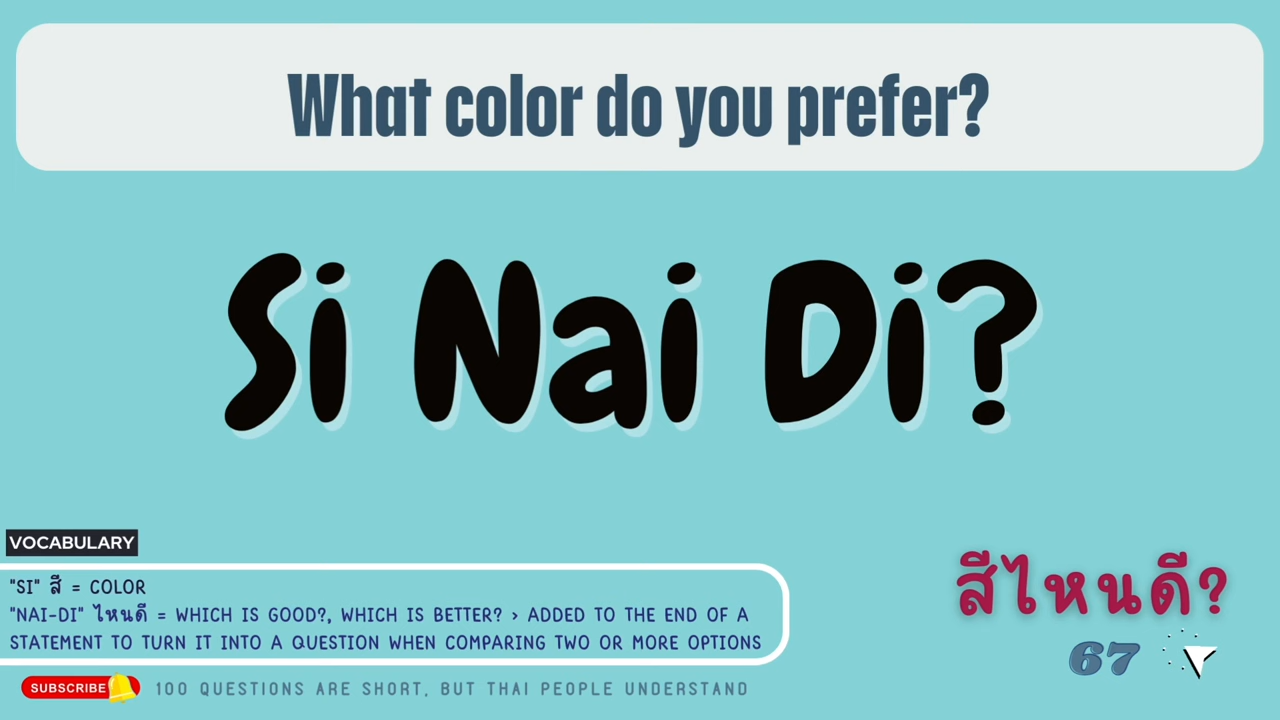 What color do you prefer?
Si Nai Di?
VOCABULARY
"SI" สี = COLOR
"NAI-DI" ไหนดี = WHICH IS GOOD?, WHICH IS BETTER? > ADDED TO THE END OF A
STATEMENT TO TURN IT INTO A QUESTION WHEN COMPARING TWO OR MORE OPTIONS
สีไหนดี?
67
SUBSCRIBE
100 QUESTIONS ARE SHORT, BUT THAI PEOPLE UNDERSTAND